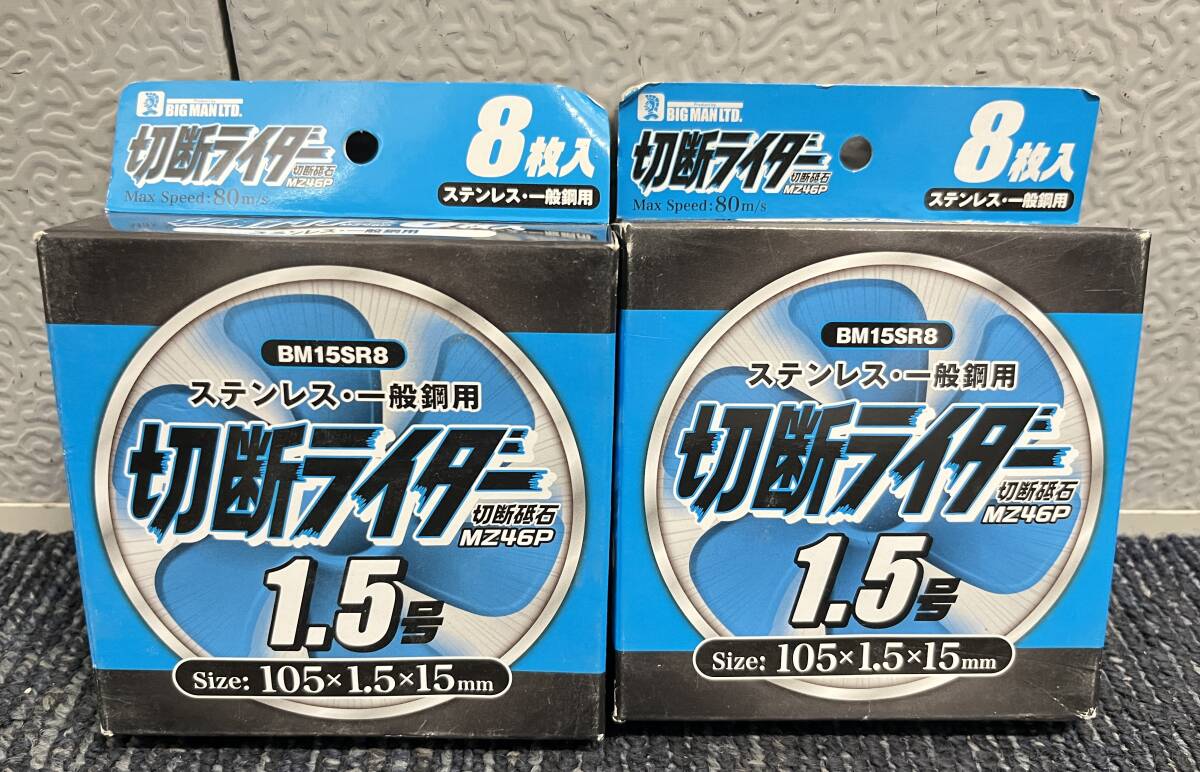 Produced by
BIG MAN LTD.
切断ライダー
切断砥石
MZ46P
Max Speed:80m/s
8枚入
ステンレス・一般鋼用
BM15SR8
ステンレス・一般鋼用
切断ライダー
切断砥石
MZ46P
1.5号
Size: 105×1.5×15mm
Produced by
BIG MAN LTD.
切断ライダー
切断砥石
MZ46P
Max Speed:80m/s
8枚入
ステンレス・一般鋼用
BM15SR8
ステンレス・一般鋼用
切断ライダー
切断砥石
MZ46P
1.5号
Size: 105×1.5×15mm